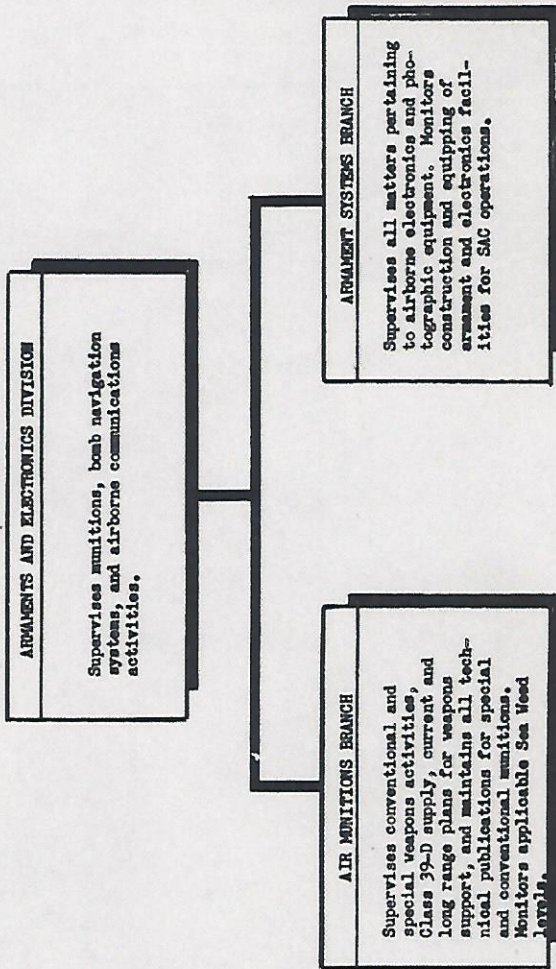 ARMAMENTS AND ELECTRONICS DIVISION
Supervises munitions, bomb navigation
systems, and airborne communications
activities.
AIR MUNITIONS BRANCH
Supervises conventional and
special weapons activities,
Class 39-D supply, current and
long range plans for weapons
support, and maintains all tech-
nical publications for special
and conventional munitions.
Monitors applicable Sea Weed
levels.
ARMAMENT SYSTEMS BRANCH
Supervises all matters pertaining
to airborne electronics and pho-
tographic equipment. Monitors
construction and equipping of
armament and electronics facil-
ities for SAC operations.